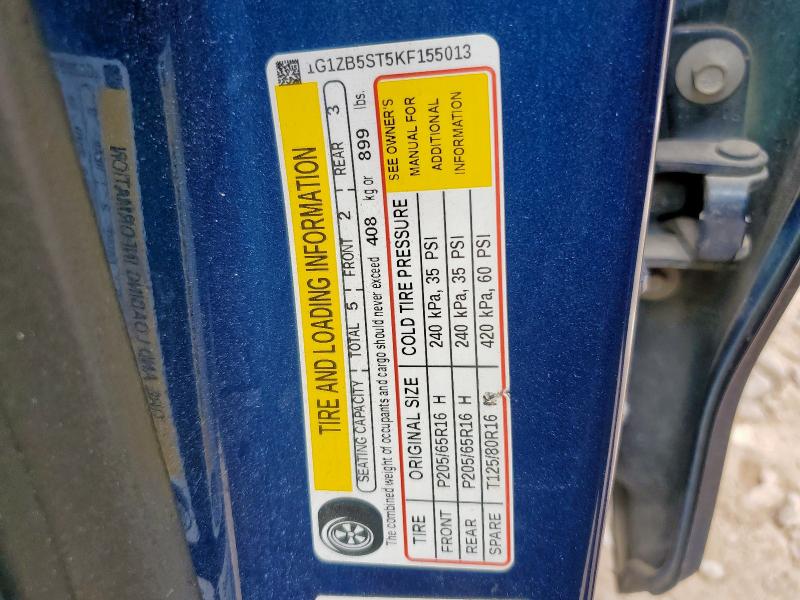 1G1ZB5ST5KF155013
TIRE AND LOADING INFORMATION
SEATING CAPACITY TOTAL 5 FRONT 2 REAR 3
The combined weight of occupants and cargo should never exceed 408 kg or 899 lbs.
TIRE ORIGINAL SIZE COLD TIRE PRESSURE
FRONT P205/65R16 H 240 kPa, 35 PSI
REAR P205/65R16 H 240 kPa, 35 PSI
SPARE T125/80R16 420 kPa, 60 PSI
SEE OWNER'S
MANUAL FOR
ADDITIONAL
INFORMATION